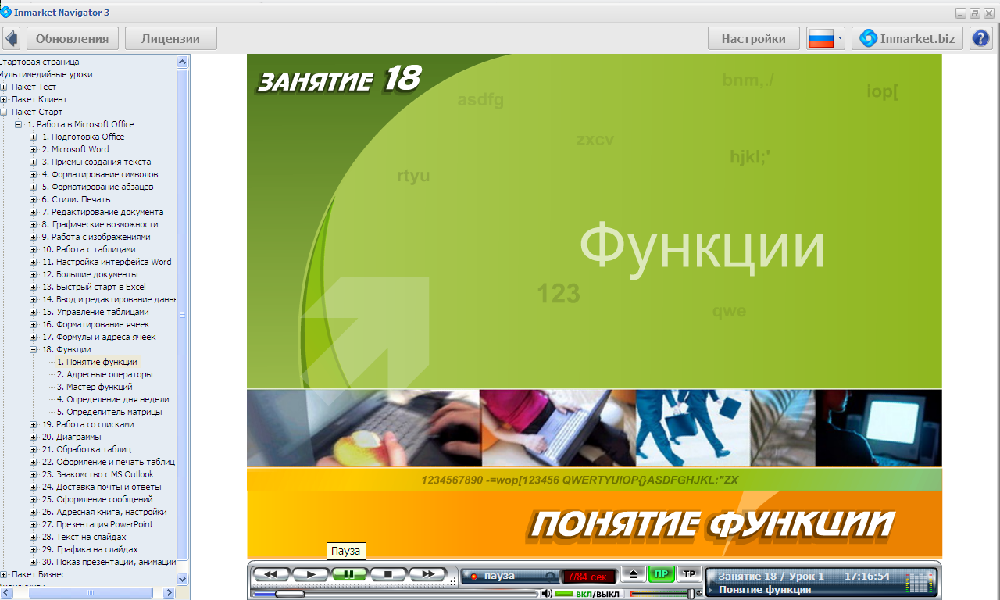 Inmarket Navigator 3
Обновления
Лицензии
Настройки
Inmarket.biz
?
Стартовая страница
Мультимедийные уроки
Пакет Тест
Пакет Клиент
Пакет Старт
1. Работа в Microsoft Office
1. Подготовка Office
2. Microsoft Word
3. Приемы создания текста
4. Форматирование символов
5. Форматирование абзацев
6. Стили. Печать
7. Редактирование документа
8. Графические возможности
9. Работа с изображениями
10. Работа с таблицами
11. Настройка интерфейса Word
12. Большие документы
13. Быстрый старт в Excel
14. Ввод и редактирование данны
15. Управление таблицами
16. Форматирование ячеек
17. Формулы и адреса ячеек
18. Функции
1. Понятие функции
2. Адресные операторы
3. Мастер функций
4. Определение дня недели
5. Определитель матрицы
19. Работа со списками
20. Диаграммы
21. Обработка таблиц
22. Оформление и печать таблиц
23. Знакомство с MS Outlook
24. Доставка почты и ответы
25. Оформление сообщений
26. Адресная книга, настройки
27. Презентация PowerPoint
28. Текст на слайдах
29. Графика на слайдах
30. Показ презентации, анимации
Пакет Бизнес
ЗАНЯТИЕ 18
bnm,./
iop[
asdfg
zxcv
hjkl;'
rtyu
Функции
123
qwe
1234567890 -=wop[123456 QWERTYUIOP{}ASDFGHJKL:"ZX
ПОНЯТИЕ ФУНКЦИИ
Пауза
пауза
7/84 сек
ПР
ТР
Занятие 18 / Урок 1
17:16:54
Понятие функции
ВКЛ/ВЫКЛ